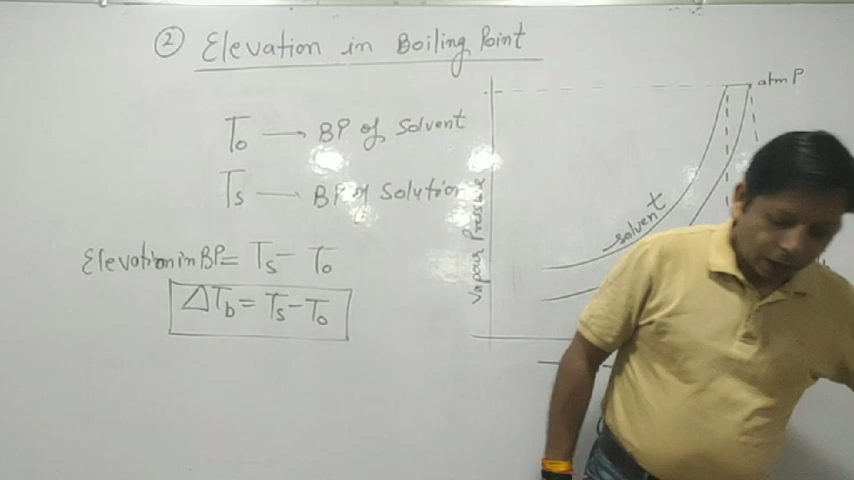 ② Elevation in Boiling Point
atm P
T₀ → BP of Solvent
Tₛ → BP of Solution
solvent
Vapour Pressure
Elevation in BP = Tₛ - T₀
ΔT_b = Tₛ - T₀